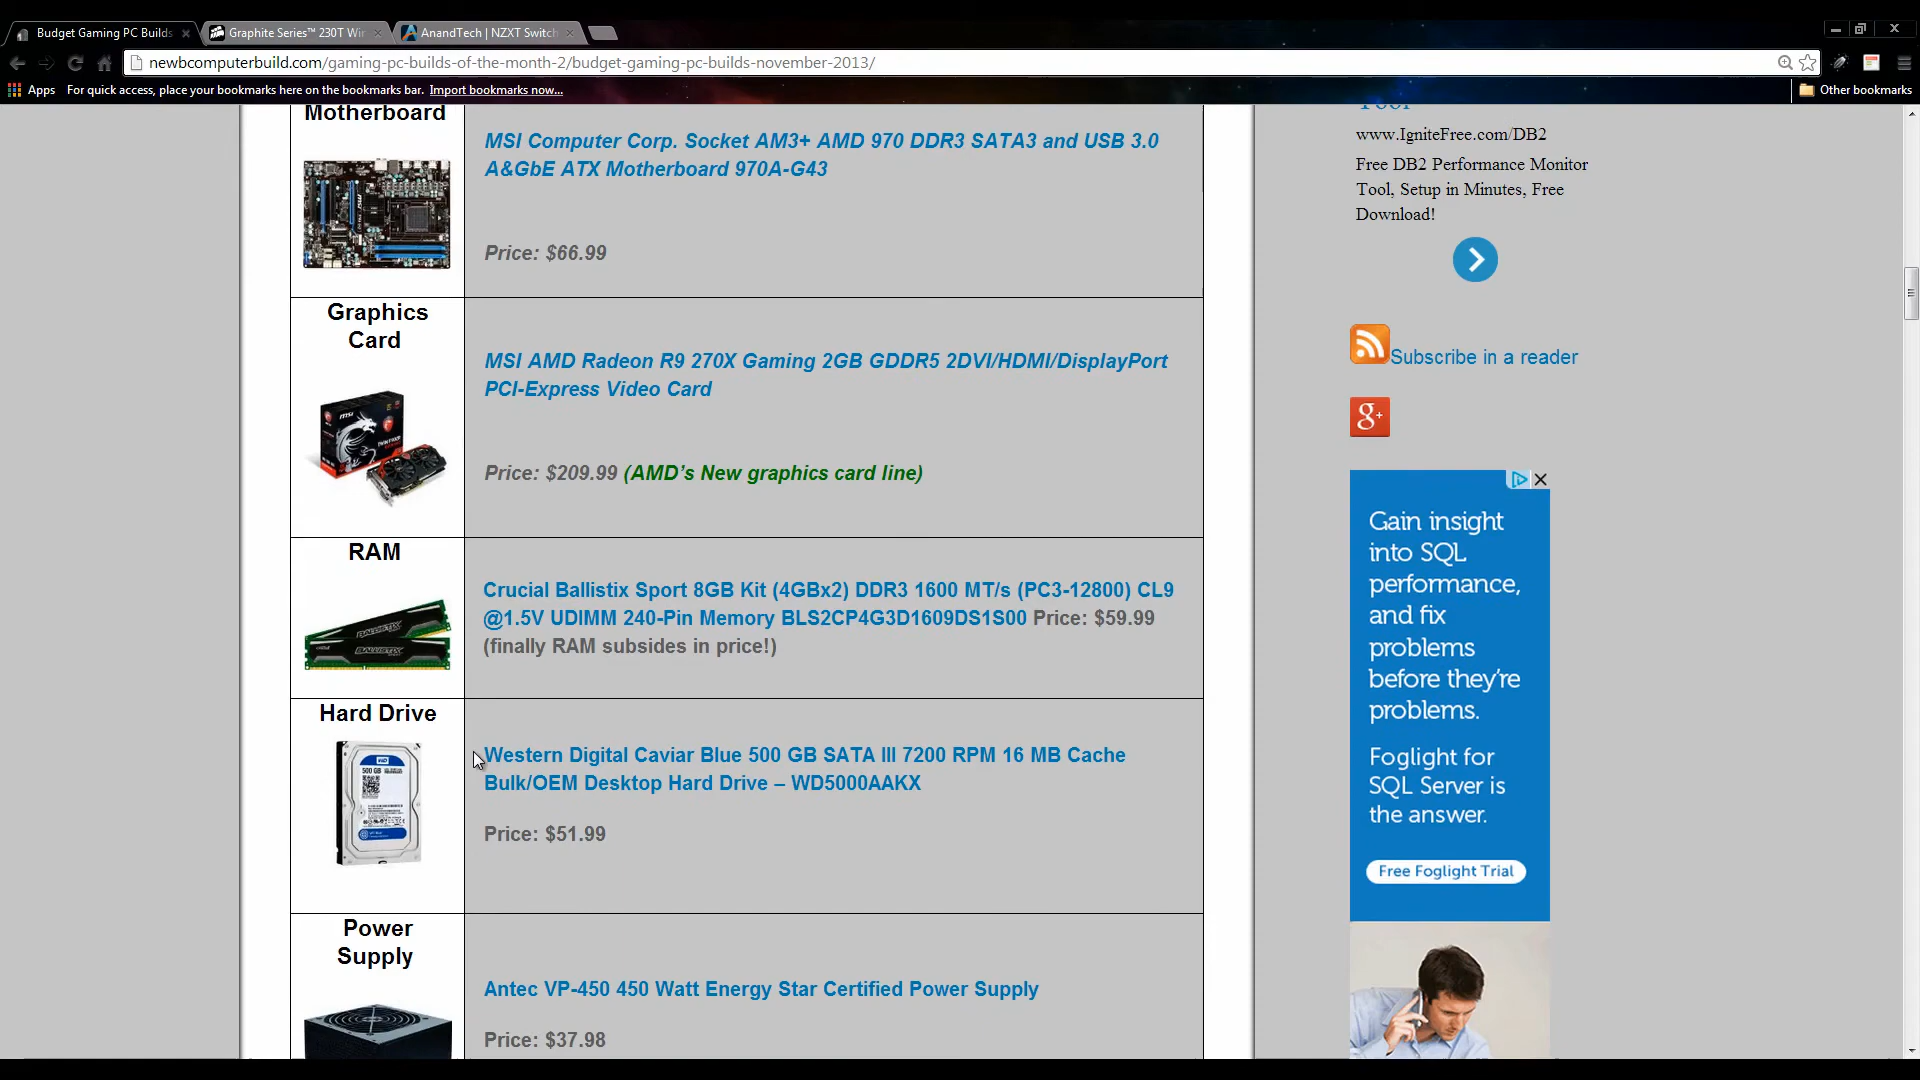 Budget Gaming PC Builds
Graphite Series™ 230T Wi
AnandTech | NZXT Switch
newbcomputerbuild.com/gaming-pc-builds-of-the-month-2/budget-gaming-pc-builds-november-2013/
Apps For quick access, place your bookmarks here on the bookmarks bar. Import bookmarks now... Other bookmarks
Motherboard
MSI Computer Corp. Socket AM3+ AMD 970 DDR3 SATA3 and USB 3.0
A&GbE ATX Motherboard 970A-G43
Price: $66.99
Graphics
Card
MSI AMD Radeon R9 270X Gaming 2GB GDDR5 2DVI/HDMI/DisplayPort
PCI-Express Video Card
Price: $209.99 (AMD's New graphics card line)
RAM
Crucial Ballistix Sport 8GB Kit (4GBx2) DDR3 1600 MT/s (PC3-12800) CL9
@1.5V UDIMM 240-Pin Memory BLS2CP4G3D1609DS1S00 Price: $59.99
(finally RAM subsides in price!)
BALLISTIX
BALLISTIX
Hard Drive
WD
500 GB
Western Digital Caviar Blue 500 GB SATA III 7200 RPM 16 MB Cache
Bulk/OEM Desktop Hard Drive – WD5000AAKX
Price: $51.99
Power
Supply
Antec VP-450 450 Watt Energy Star Certified Power Supply
Price: $37.98
www.IgniteFree.com/DB2
Free DB2 Performance Monitor
Tool, Setup in Minutes, Free
Download!
Subscribe in a reader
g+
Gain insight
into SQL
performance,
and fix
problems
before they're
problems.
Foglight for
SQL Server is
the answer.
Free Foglight Trial